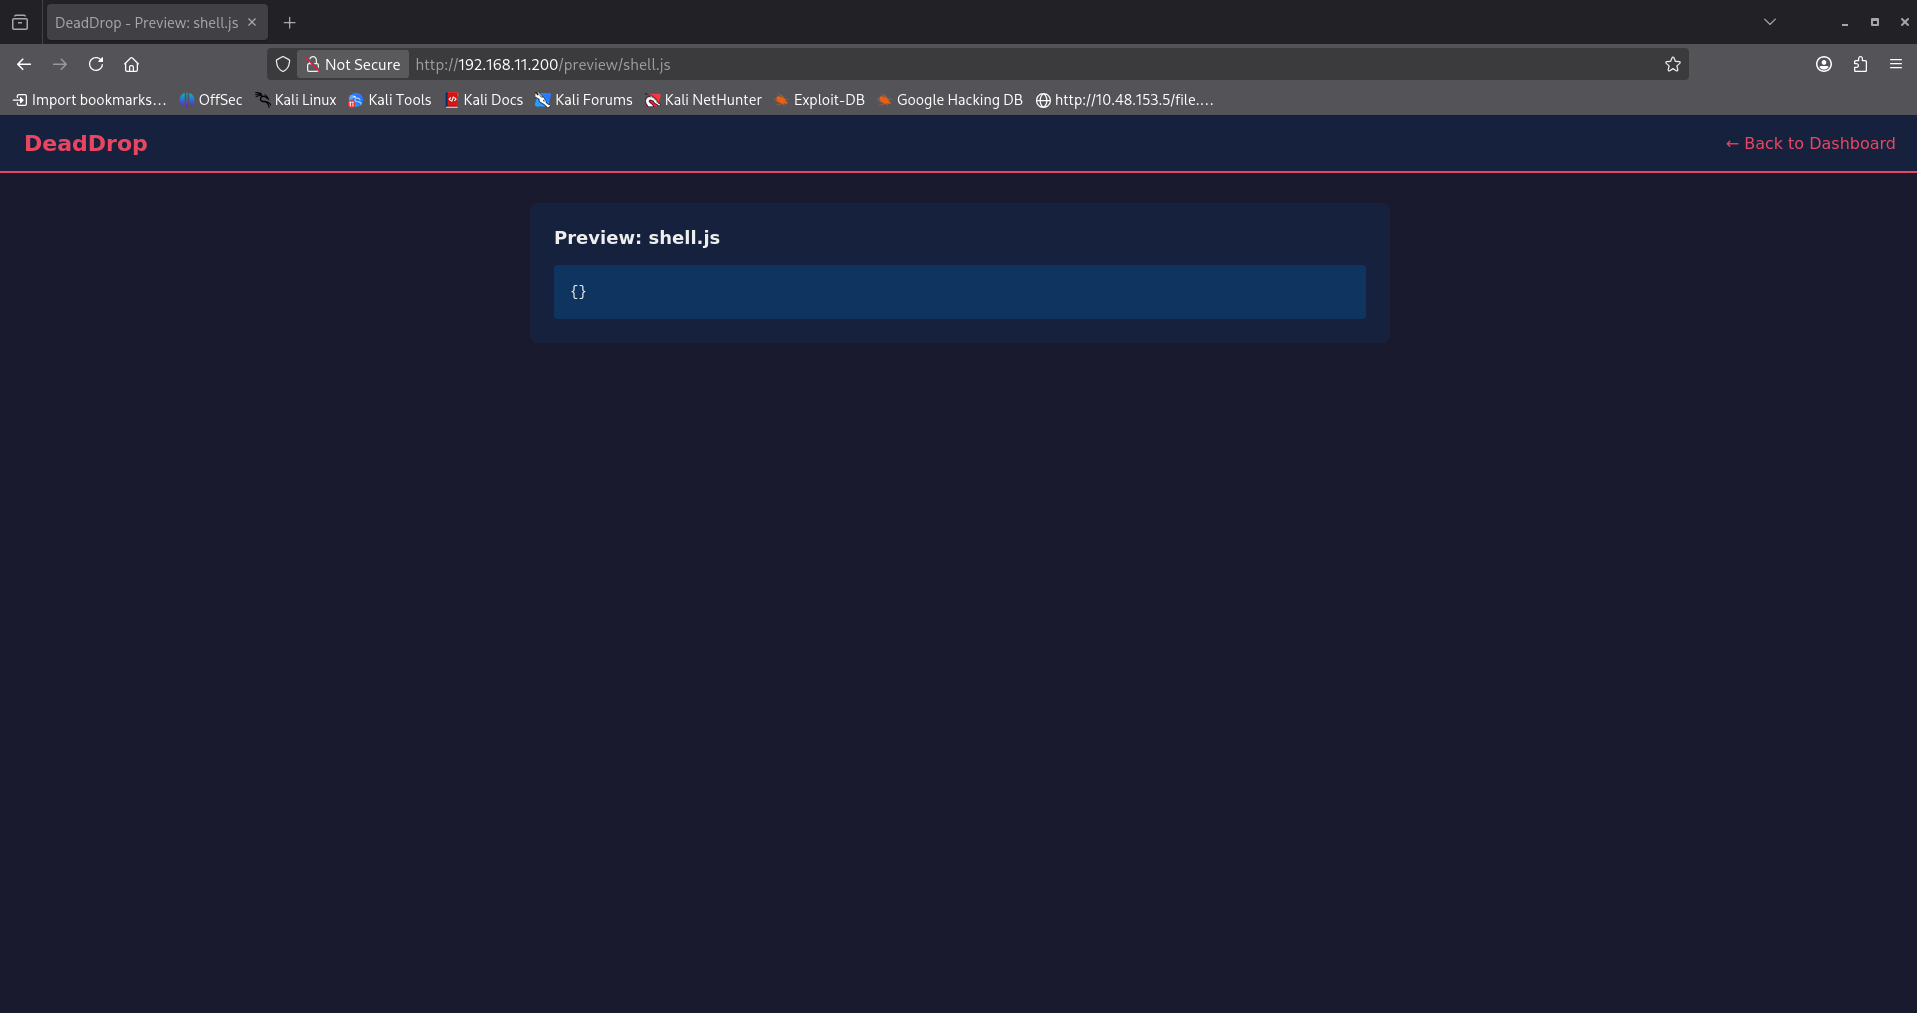 DeadDrop - Preview: shell.js
Not Secure
http://192.168.11.200/preview/shell.js
Import bookmarks... OffSec Kali Linux Kali Tools Kali Docs Kali Forums Kali NetHunter Exploit-DB Google Hacking DB http://10.48.153.5/file....
DeadDrop
← Back to Dashboard
Preview: shell.js
{}